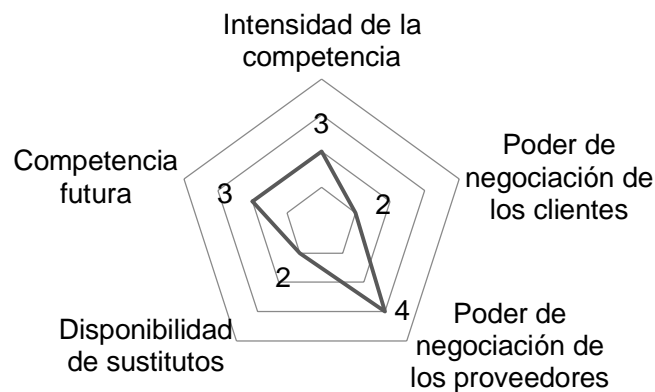 Intensidad de la
competencia
3
Poder de
negociación de
los clientes
2
Poder de
negociación de
los proveedores
4
Disponibilidad
de sustitutos
2
Competencia
futura
3